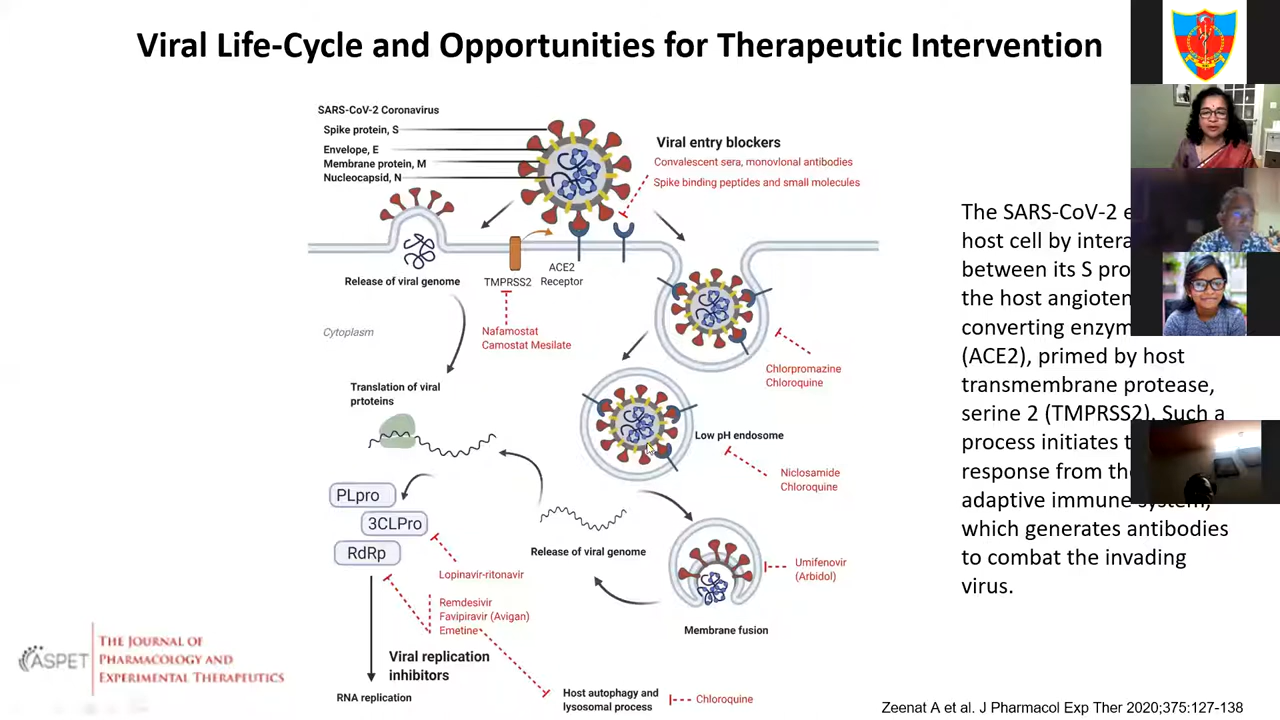 Viral Life-Cycle and Opportunities for Therapeutic Intervention
SARS-CoV-2 Coronavirus
Spike protein, S
Envelope, E
Membrane protein, M
Nucleocapsid, N
Viral entry blockers
Convalescent sera, monovlonal antibodies
Spike binding peptides and small molecules
Release of viral genome
TMPRSS2
ACE2
Receptor
Cytoplasm
Nafamostat
Camostat Mesilate
Chlorpromazine
Chloroquine
Translation of viral
prtoteins
Low pH endosome
Niclosamide
Chloroquine
PLpro
3CLPro
RdRp
Release of viral genome
Umifenovir
(Arbidol)
Lopinavir-ritonavir
Remdesivir
Favipiravir (Avigan)
Emetine
Membrane fusion
Viral replication
inhibitors
RNA replication
Host autophagy and
lysosomal process
Chloroquine
The SARS-CoV-2
host cell by
between its S
the host
converting
(ACE2), primed by host
transmembrane protease,
serine 2 (TMPRSS2). Such a
process initiates
response from
adaptive immune system,
which generates antibodies
to combat the invading
virus.
ASPET
THE JOURNAL OF
PHARMACOLOGY AND
EXPERIMENTAL THERAPEUTICS
Zeenat A et al. J Pharmacol Exp Ther 2020;375:127-138